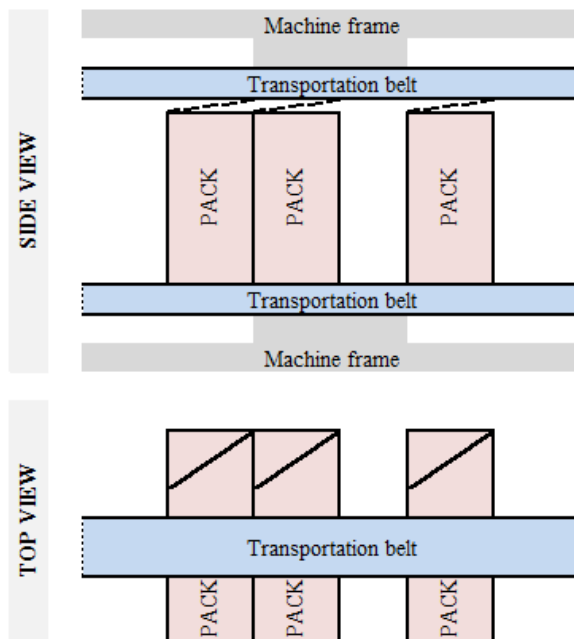 Machine frame
Transportation belt
SIDE VIEW
PACK
PACK
PACK
Transportation belt
Machine frame
TOP VIEW
Transportation belt
PACK
PACK
PACK